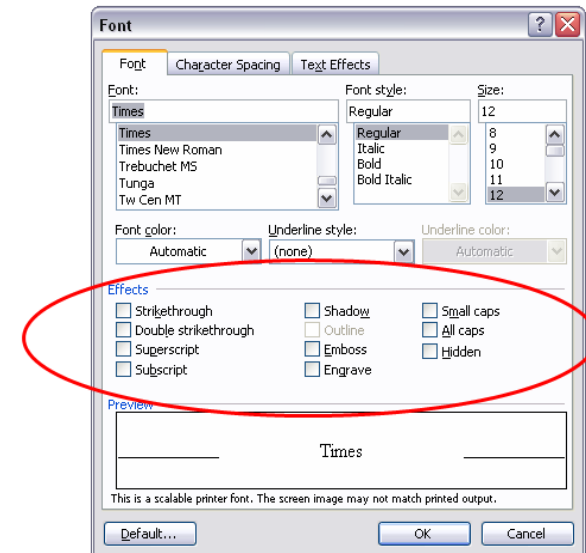 Font
Font Character Spacing Text Effects
Font: Font style: Size:
Times Regular 12
Times Regular 8
Times New Roman Italic 9
Trebuchet MS Bold 10
Tunga Bold Italic 11
Tw Cen MT 12
Font color: Underline style: Underline color:
Automatic (none) Automatic
Effects
Strikethrough Shadow Small caps
Double strikethrough Outline All caps
Superscript Emboss Hidden
Subscript Engrave
Preview
Times
This is a scalable printer font. The screen image may not match printed output.
Default... OK Cancel